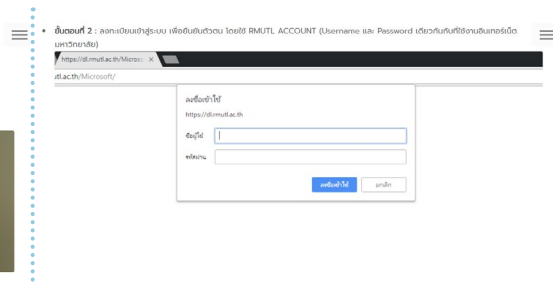 ขั้นตอนที่ 2 : ลงทะเบียนเข้าสู่ระบบ เพื่อยืนยันตัวตน โดยใช้ RMUTL ACCOUNT (Username และ Password เดียวกันกับที่ใช้งานอินเทอร์เน็ต
มหาวิทยาลัย)
https://dl.rmutl.ac.th/Micros
utl.ac.th/Microsoft/
ลงชื่อเข้าใช้
https://dl.rmutl.ac.th
ชื่อผู้ใช้
รหัสผ่าน
ลงชื่อเข้าใช้ ยกเลิก